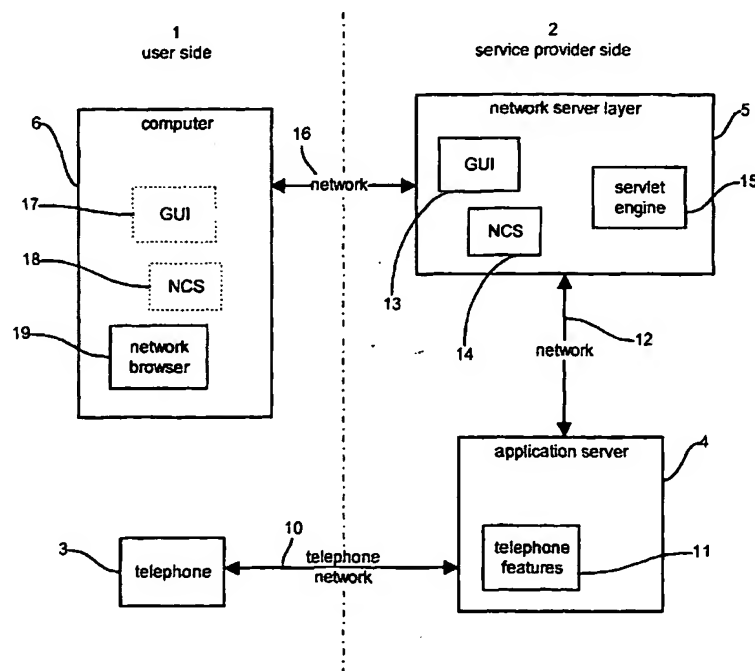 1
user side
2
service provider side
6
computer
16
network
network server layer
5
17
GUI
GUI
servlet
engine
15
18
NCS
NCS
13
14
19
network
browser
12
network
application server
4
3
telephone
10
telephone
network
telephone
features
11